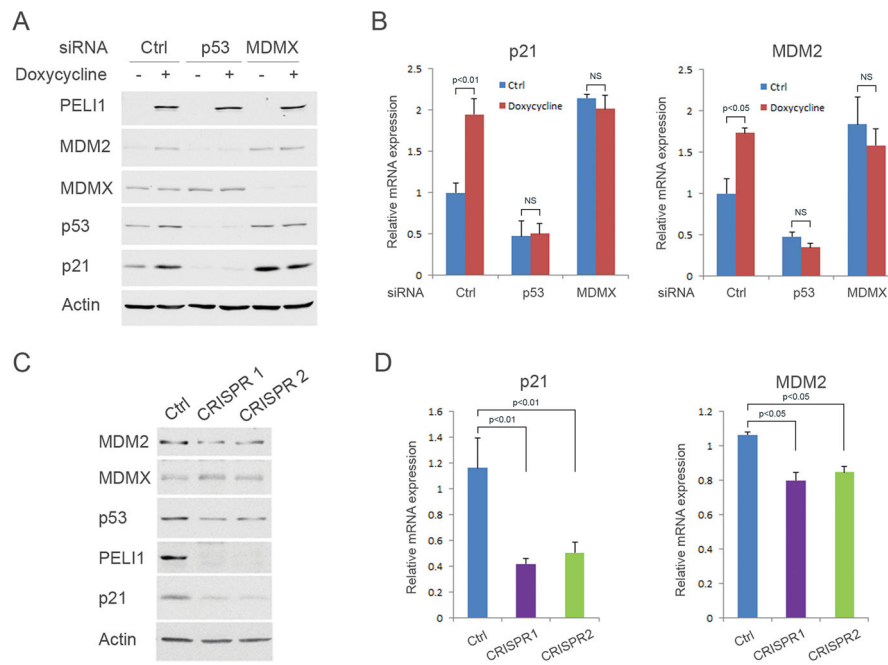 A
siRNA Ctrl p53 MDMX
Doxycycline - + - + - +
PELI1
MDM2
MDMX
p53
p21
Actin
B
p21
Relative mRNA expression
2.5
2
1.5
1
0.5
0
p<0.01
NS
NS
Ctrl
Doxycycline
siRNA Ctrl p53 MDMX
MDM2
Relative mRNA expression
2.5
2
1.5
1
0.5
0
p<0.05
NS
NS
Ctrl
Doxycycline
siRNA Ctrl p53 MDMX
C
Ctrl CRISPR 1 CRISPR 2
MDM2
MDMX
p53
PELI1
p21
Actin
D
p21
Relative mRNA expression
1.6
1.4
1.2
1
0.8
0.6
0.4
0.2
0
p<0.01
p<0.01
Ctrl CRISPR1 CRISPR2
MDM2
Relative mRNA expression
1.2
1
0.8
0.6
0.4
0.2
0
p<0.05
p<0.05
Ctrl CRISPR1 CRISPR2